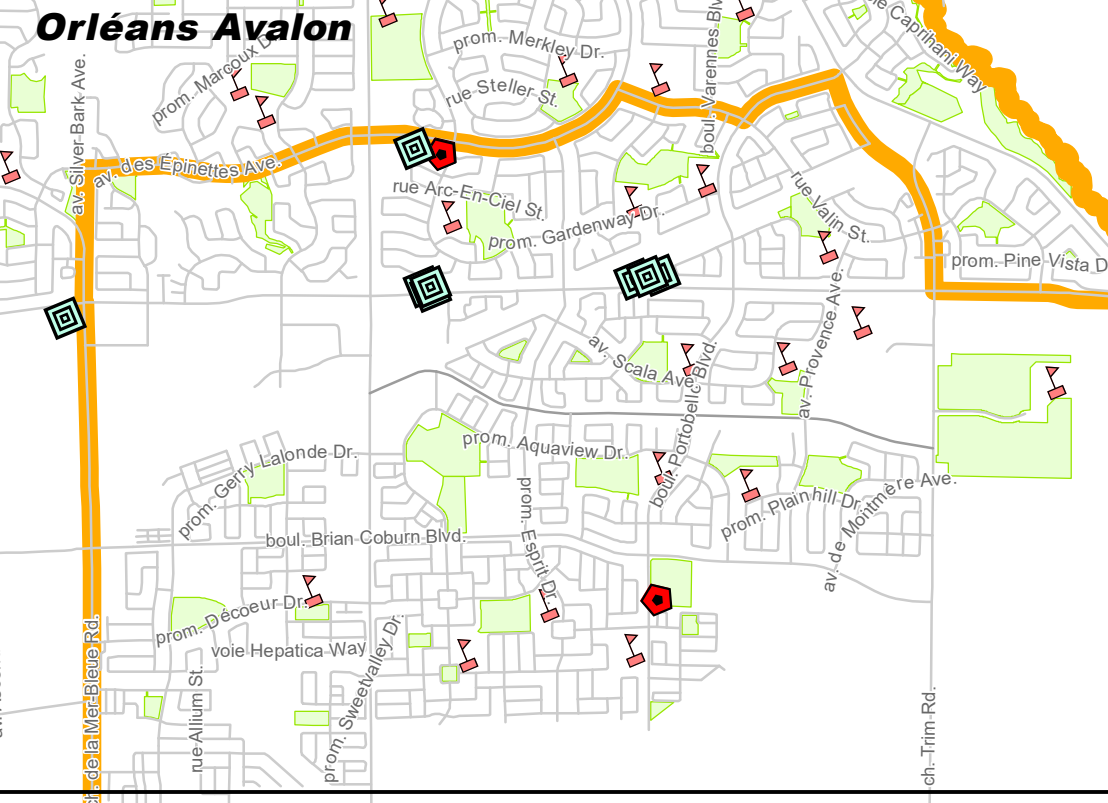 Orléans Avalon
prom. Marcoux D
prom. Merkley Dr.
rue Steller St.
boul. Varennes Blv
ie Caprihani Way
av. Silver Bark Ave.
av. des Épinettes Ave.
rue Arc-En-Ciel St.
prom. Gardenway Dr.
rue Valin St.
prom. Pine Vista D
av. Scala Ave
av. Provence Ave.
boul. Portobello Blvd.
prom. Aquaview Dr.
prom. Gerry Lalonde Dr.
prom. Plainhill Dr.
av. de Montmère Ave.
boul. Brian Coburn Blvd.
prom. Esprit Dr.
prom. Décoeur Dr.
voie Hepatica Way
prom. Sweetvalley Dr.
rue Allium St.
ch. de la Mer-Bleue Rd.
ch. Trim Rd.